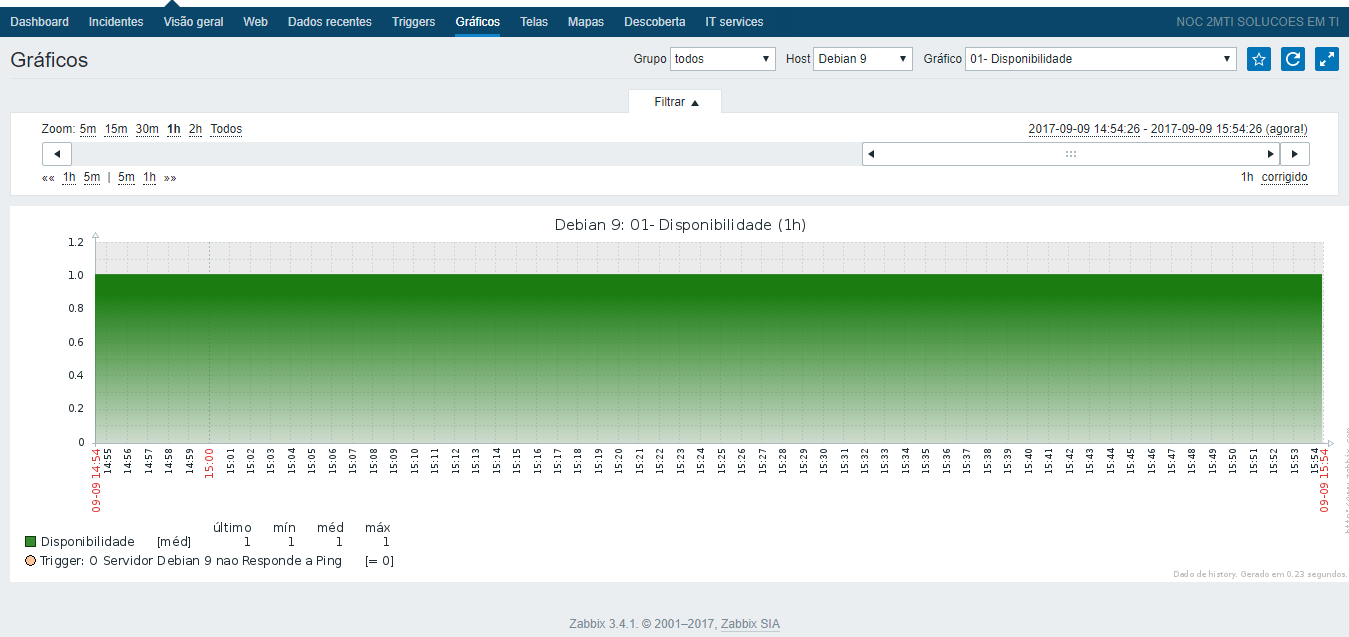 Dashboard Incidentes Visão geral Web Dados recentes Triggers Gráficos Telas Mapas Descoberta IT services NOC 2MTI SOLUCOES EM TI
Gráficos Grupo todos Host Debian 9 Gráfico 01- Disponibilidade
Filtrar ▲
Zoom: 5m 15m 30m 1h 2h Todos 2017-09-09 14:54:26 - 2017-09-09 15:54:26 (agora!)
«« 1h 5m | 5m 1h »» 1h corrigido
Debian 9: 01- Disponibilidade (1h)
1.2
1.0
0.8
0.6
0.4
0.2
0
09-09 14:54 14:55 14:56 14:57 14:58 14:59 15:00 15:01 15:02 15:03 15:04 15:05 15:06 15:07 15:08 15:09 15:10 15:11 15:12 15:13 15:14 15:15 15:16 15:17 15:18 15:19 15:20 15:21 15:22 15:23 15:24 15:25 15:26 15:27 15:28 15:29 15:30 15:31 15:32 15:33 15:34 15:35 15:36 15:37 15:38 15:39 15:40 15:41 15:42 15:43 15:44 15:45 15:46 15:47 15:48 15:49 15:50 15:51 15:52 15:53 15:54 09-09 15:54
último mín méd máx
Disponibilidade [méd] 1 1 1 1
Trigger: O Servidor Debian 9 nao Responde a Ping [= 0]
Dado de history. Gerado em 0.23 segundos.
Zabbix 3.4.1. © 2001–2017, Zabbix SIA